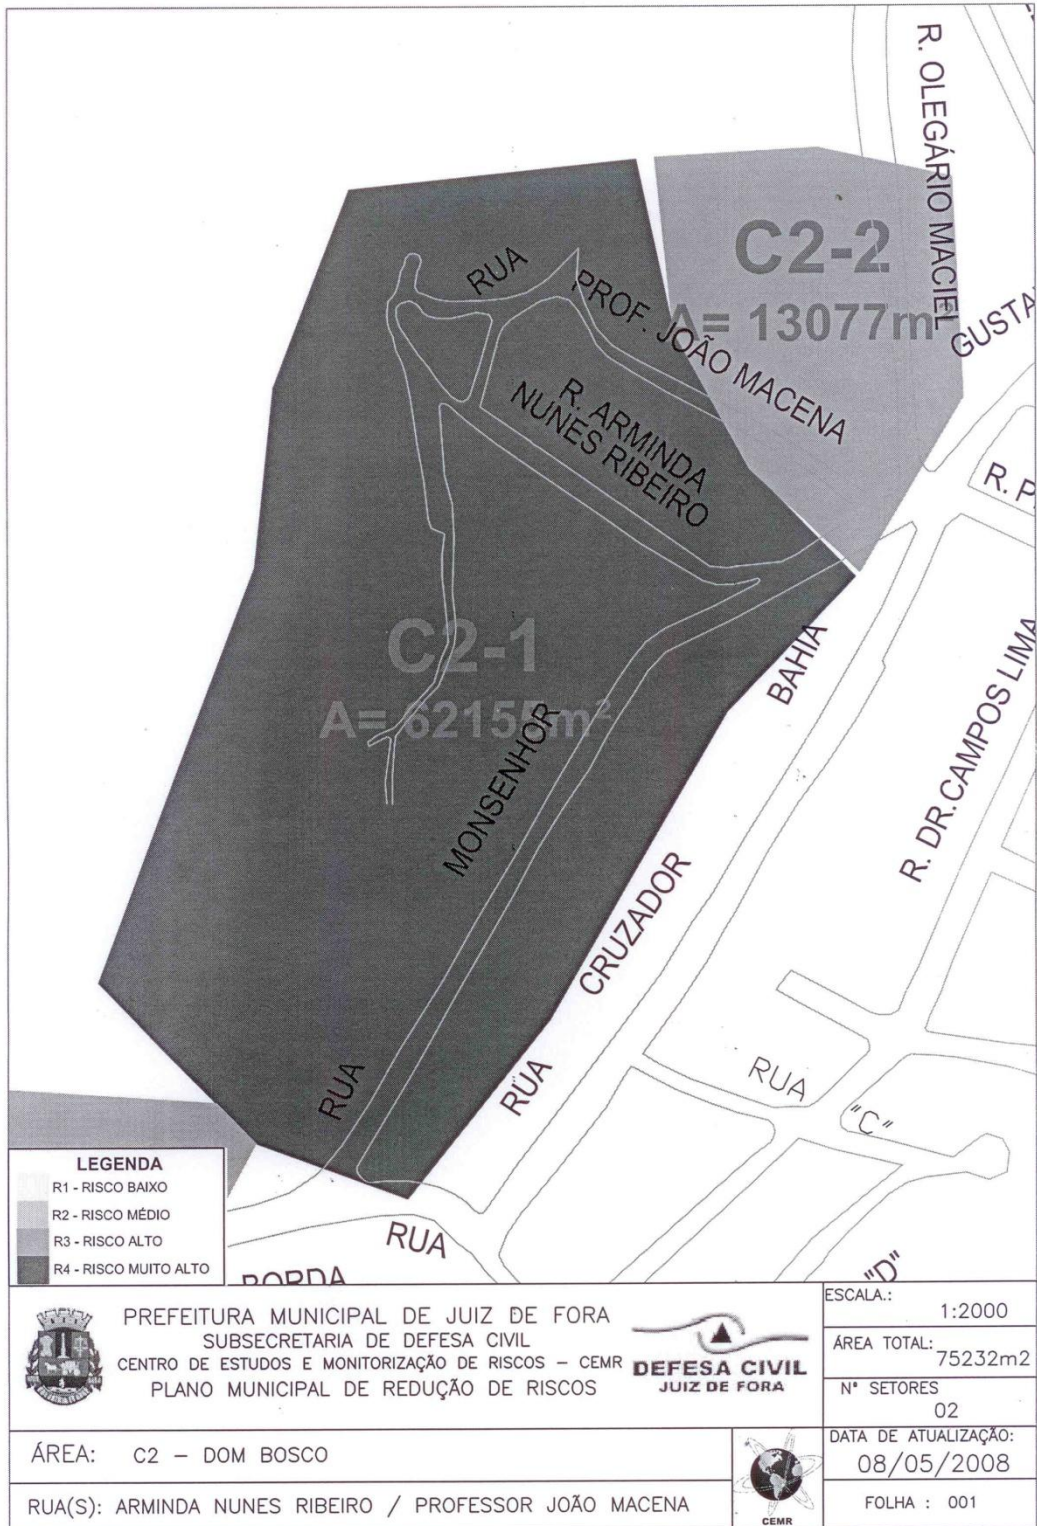 R. OLEGÁRIO MACIEL
C2-2
A= 13077m²
GUSTA
RUA
PROF. JOÃO MACENA
R. ARMINDA
NUNES RIBEIRO
R. P
C2-1
A= 62155m²
BAHIA
MONSENHOR
R. DR.CAMPOS LIMA
CRUZADOR
RUA
RUA
RUA
"C"
RUA
"D"
BORDA
LEGENDA
R1 - RISCO BAIXO
R2 - RISCO MÉDIO
R3 - RISCO ALTO
R4 - RISCO MUITO ALTO
PREFEITURA MUNICIPAL DE JUIZ DE FORA
SUBSECRETARIA DE DEFESA CIVIL
CENTRO DE ESTUDOS E MONITORIZAÇÃO DE RISCOS – CEMR
PLANO MUNICIPAL DE REDUÇÃO DE RISCOS
DEFESA CIVIL
JUIZ DE FORA
ESCALA.:
1:2000
ÁREA TOTAL:
75232m2
N° SETORES
02
DATA DE ATUALIZAÇÃO:
08/05/2008
FOLHA : 001
ÁREA: C2 – DOM BOSCO
RUA(S): ARMINDA NUNES RIBEIRO / PROFESSOR JOÃO MACENA
CEMR